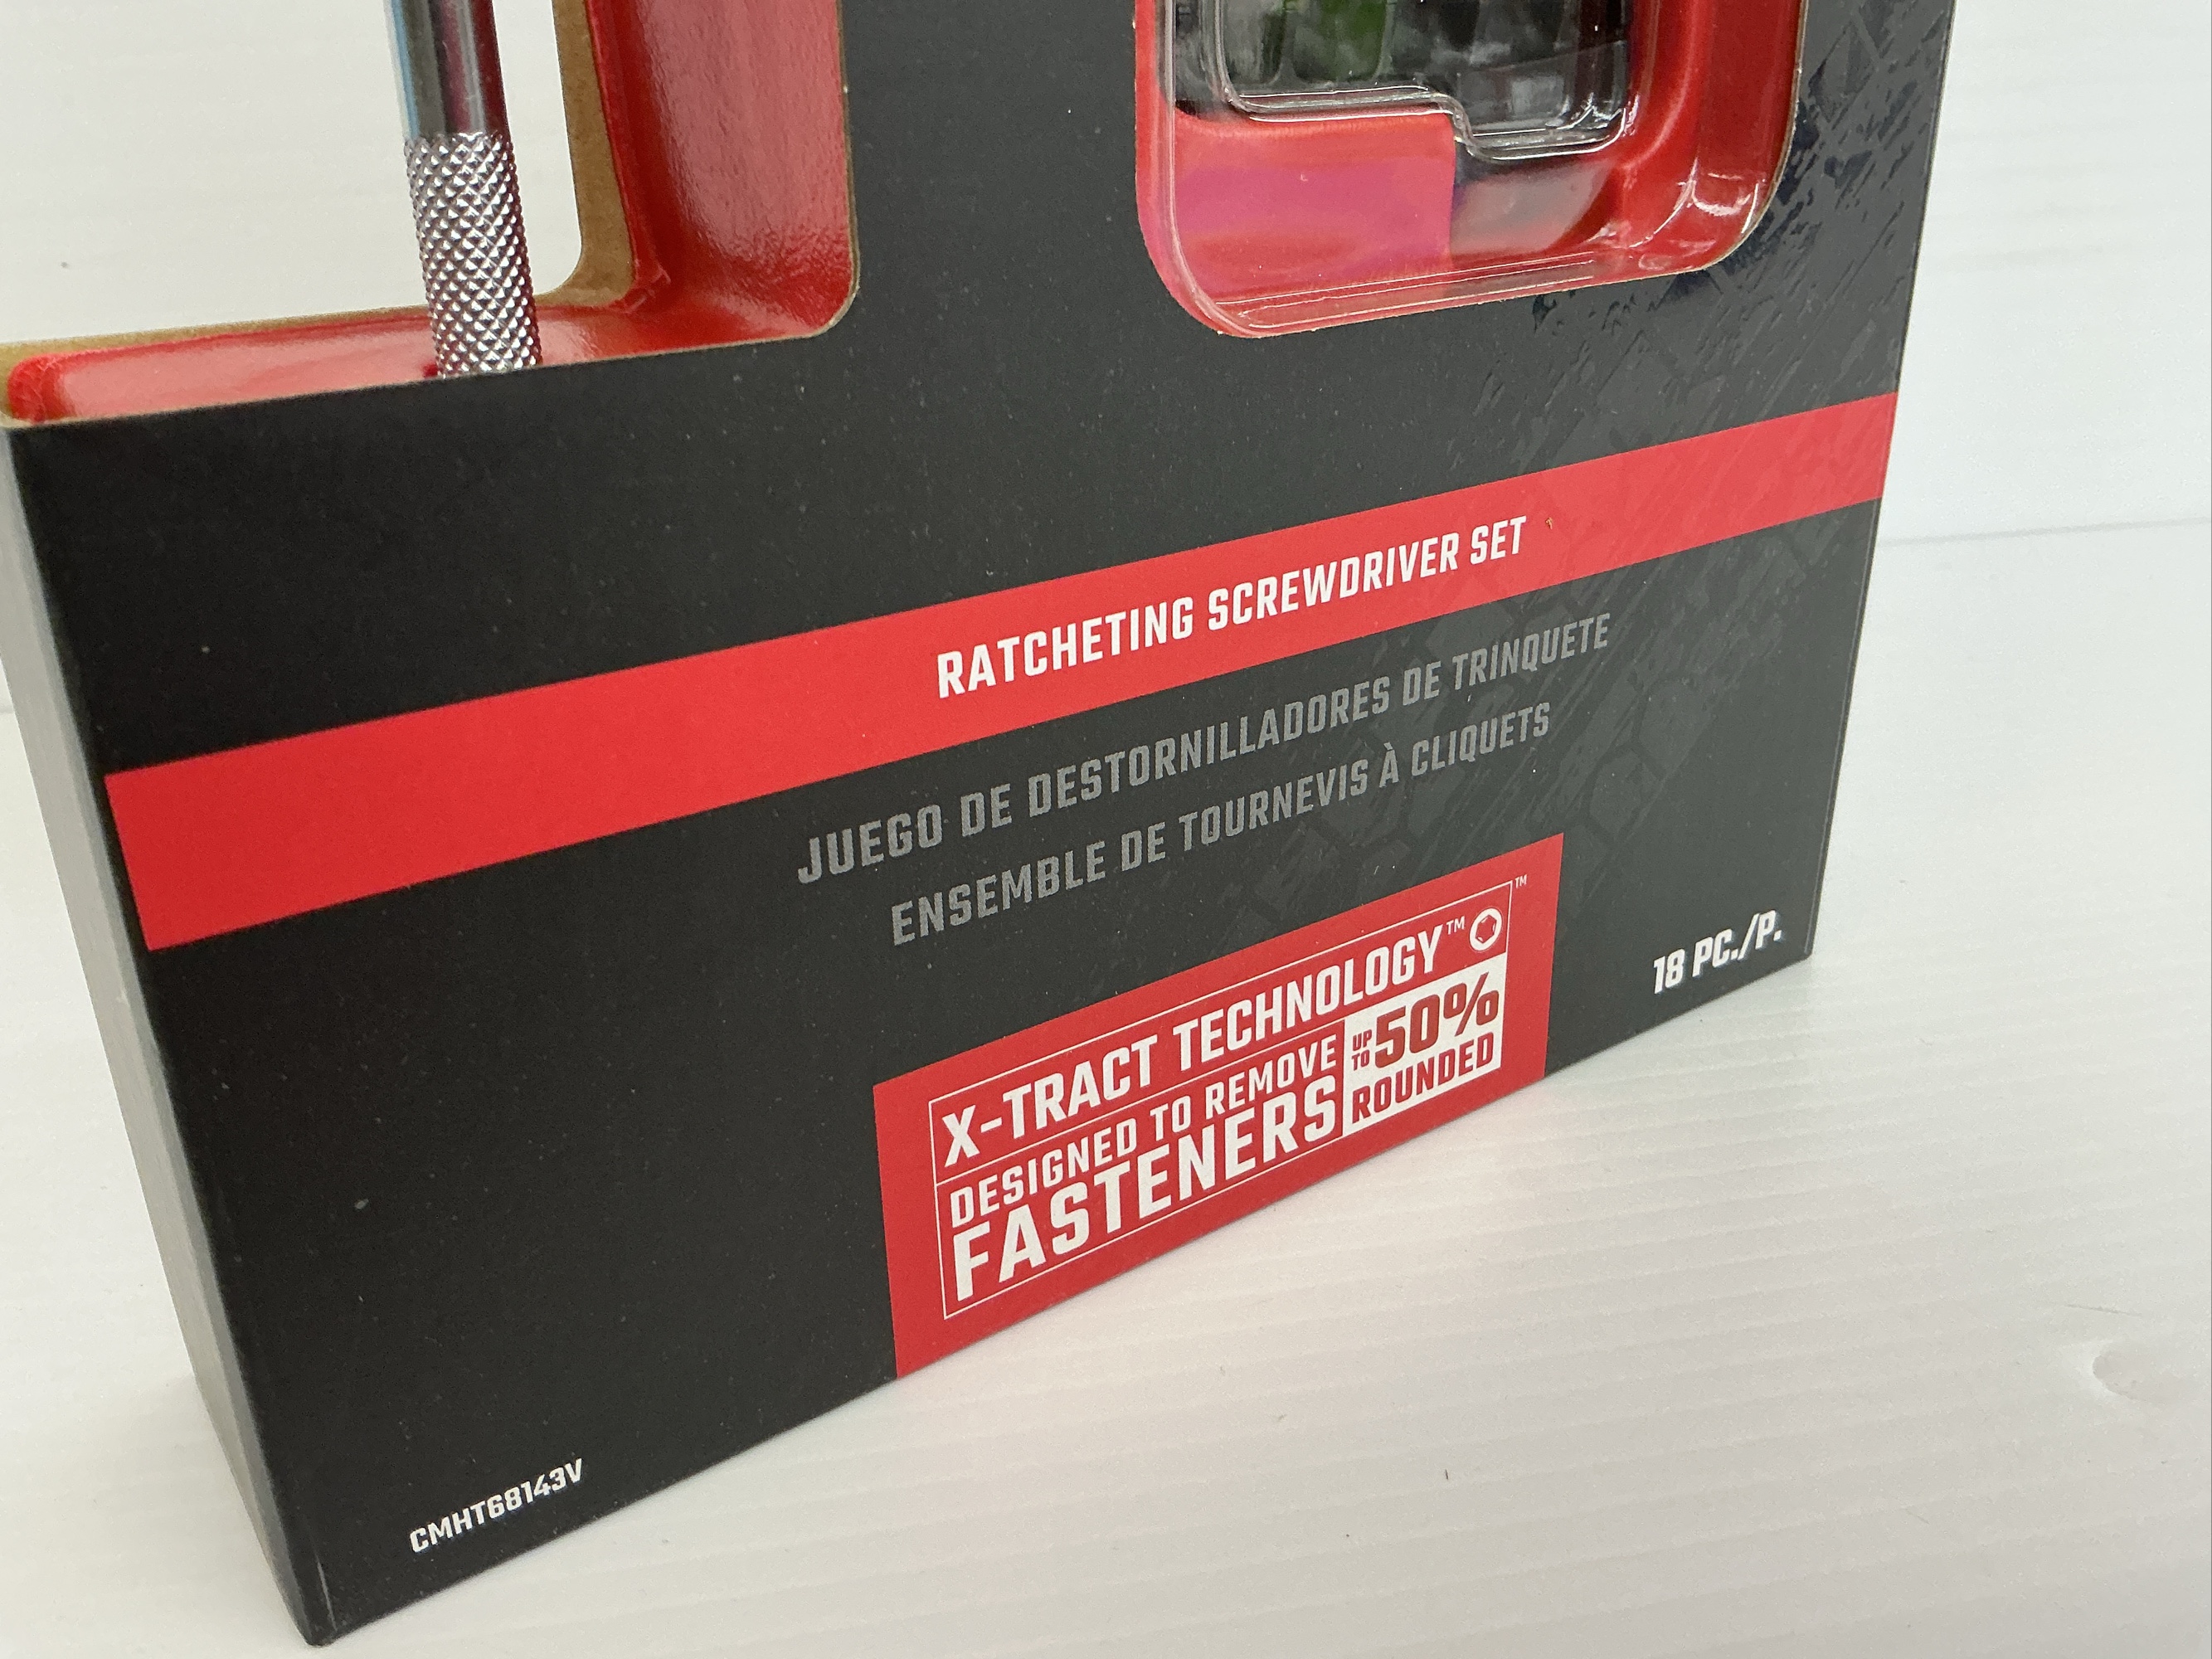 RATCHETING SCREWDRIVER SET
JUEGO DE DESTORNILLADORES DE TRINQUETE
ENSEMBLE DE TOURNEVIS À CLIQUETS
X-TRACT TECHNOLOGY™
™
DESIGNED TO REMOVE
FASTENERS
UP TO 50%
ROUNDED
18 PC./P.
CMHT68143V